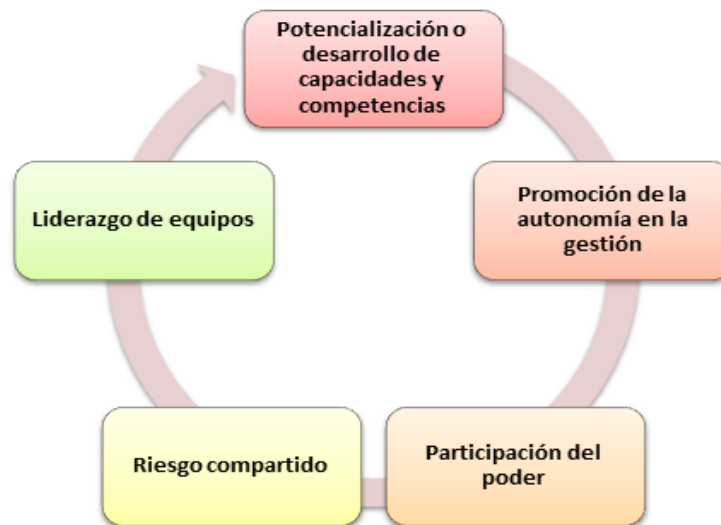 Potencialización o
desarrollo de
capacidades y
competencias
Promoción de la
autonomía en la
gestión
Participación del
poder
Riesgo compartido
Liderazgo de equipos